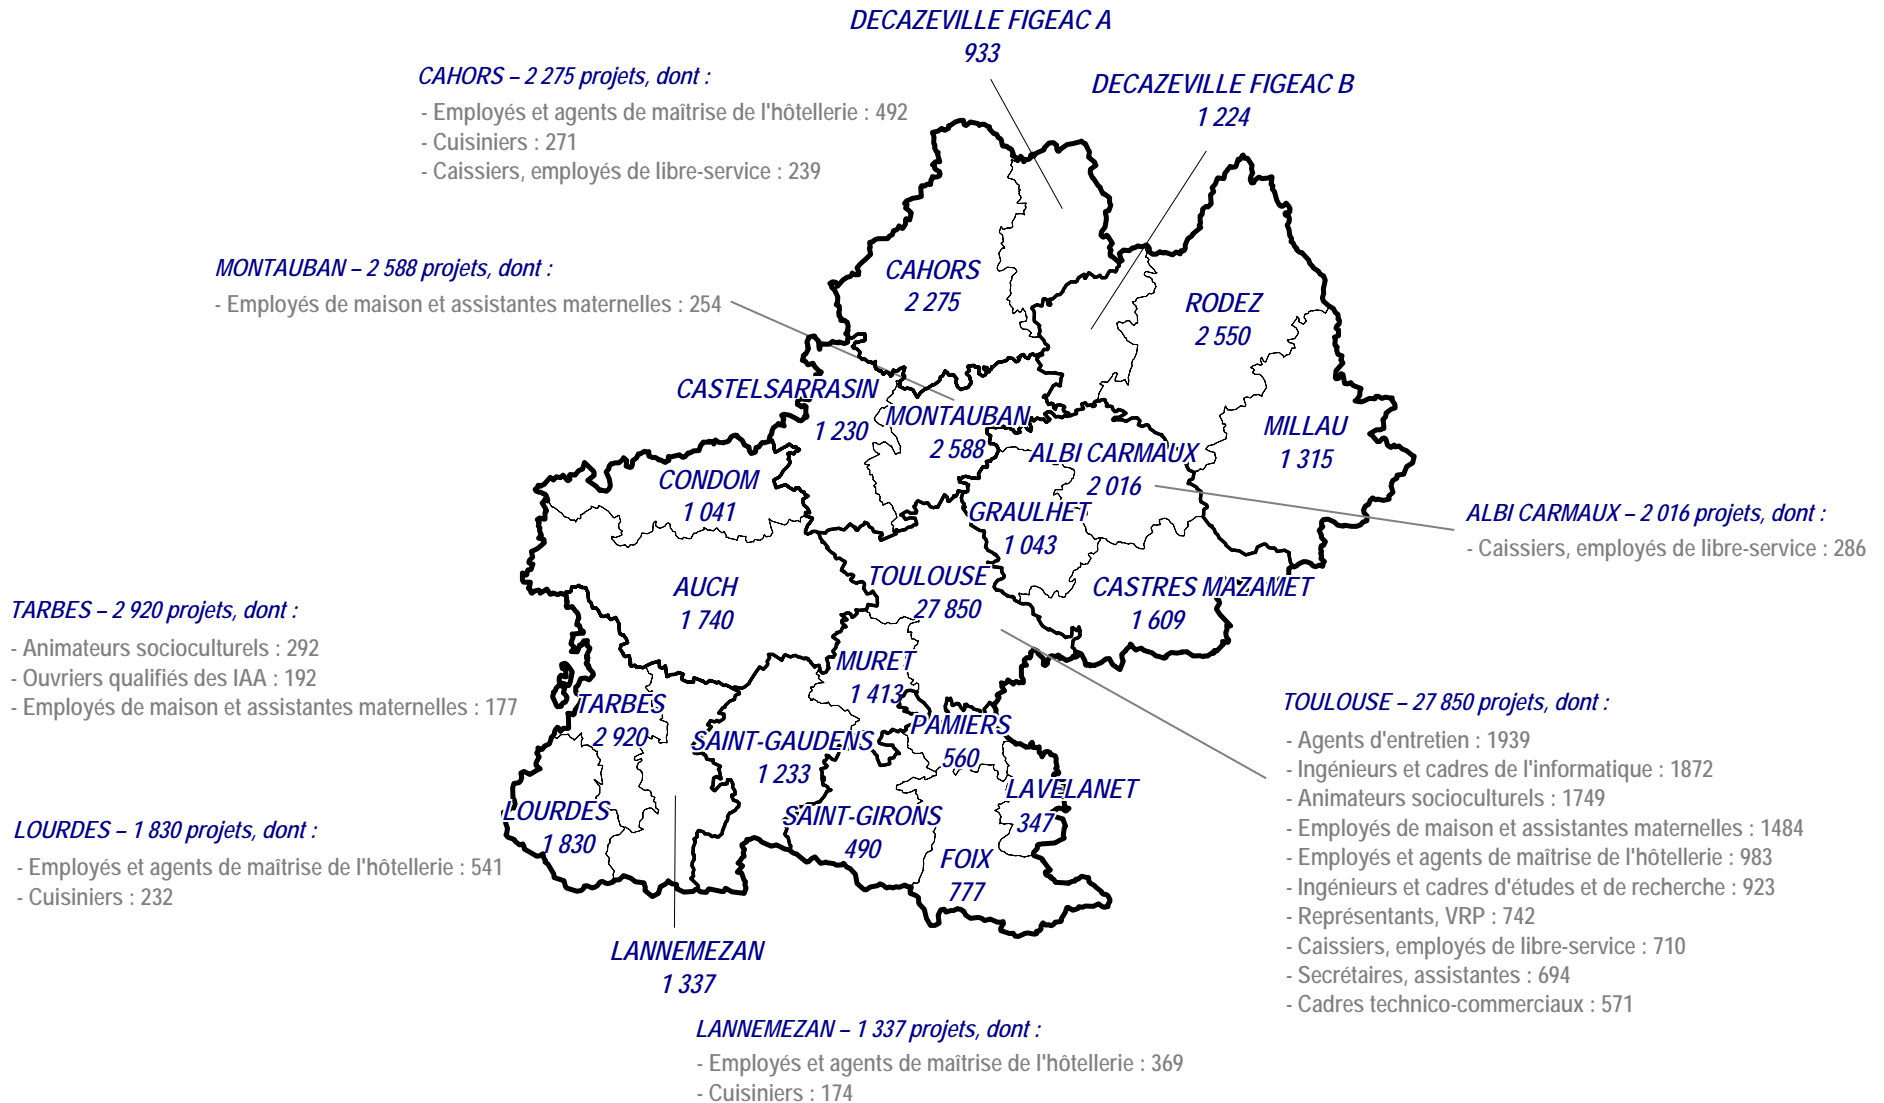 DECAZEVILLE FIGEAC A
933
CAHORS – 2 275 projets, dont :
- Employés et agents de maîtrise de l'hôtellerie : 492
- Cuisiniers : 271
- Caissiers, employés de libre-service : 239
DECAZEVILLE FIGEAC B
1 224
MONTAUBAN – 2 588 projets, dont :
- Employés de maison et assistantes maternelles : 254
CAHORS
2 275
RODEZ
2 550
CASTELSARRASIN
1 230
MONTAUBAN
2 588
MILLAU
1 315
ALBI CARMAUX
2 016
CONDOM
1 041
GRAULHET
1 043
ALBI CARMAUX – 2 016 projets, dont :
- Caissiers, employés de libre-service : 286
AUCH
1 740
TOULOUSE
27 850
CASTRES MAZAMET
1 609
TARBES – 2 920 projets, dont :
- Animateurs socioculturels : 292
- Ouvriers qualifiés des IAA : 192
- Employés de maison et assistantes maternelles : 177
MURET
1 413
TARBES
2 920
SAINT-GAUDENS
1 233
PAMIERS
560
LAVELANET
347
TOULOUSE – 27 850 projets, dont :
- Agents d'entretien : 1939
- Ingénieurs et cadres de l'informatique : 1872
- Animateurs socioculturels : 1749
- Employés de maison et assistantes maternelles : 1484
- Employés et agents de maîtrise de l'hôtellerie : 983
- Ingénieurs et cadres d'études et de recherche : 923
- Représentants, VRP : 742
- Caissiers, employés de libre-service : 710
- Secrétaires, assistantes : 694
- Cadres technico-commerciaux : 571
LOURDES – 1 830 projets, dont :
- Employés et agents de maîtrise de l'hôtellerie : 541
- Cuisiniers : 232
LOURDES
1 830
SAINT-GIRONS
490
FOIX
777
LANNEMEZAN
1 337
LANNEMEZAN – 1 337 projets, dont :
- Employés et agents de maîtrise de l'hôtellerie : 369
- Cuisiniers : 174